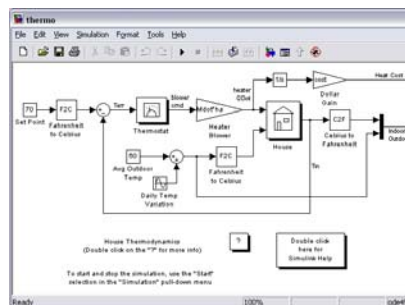 thermo
File Edit View Simulation Format Tools Help
70
Set Point
F2C
Fahrenheit
to Celsius
Terr
Thermostat
blower
cmd
Mdot*ha
Heater
Blower
heater
QDot
1/s
cost
Dollar
Gain
Heat Cost
House
C2F
Celsius to
Fahrenheit
Tin
50
Avg Outdoor
Temp
Daily Temp
Variation
F2C
Fahrenheit
to Celsius
House Thermodynamics
(Double click on the "?" for more info)
?
Double click
here for
Simulink Help
To start and stop the simulation, use the "Start"
selection in the "Simulation" pull-down menu
Ready
100%